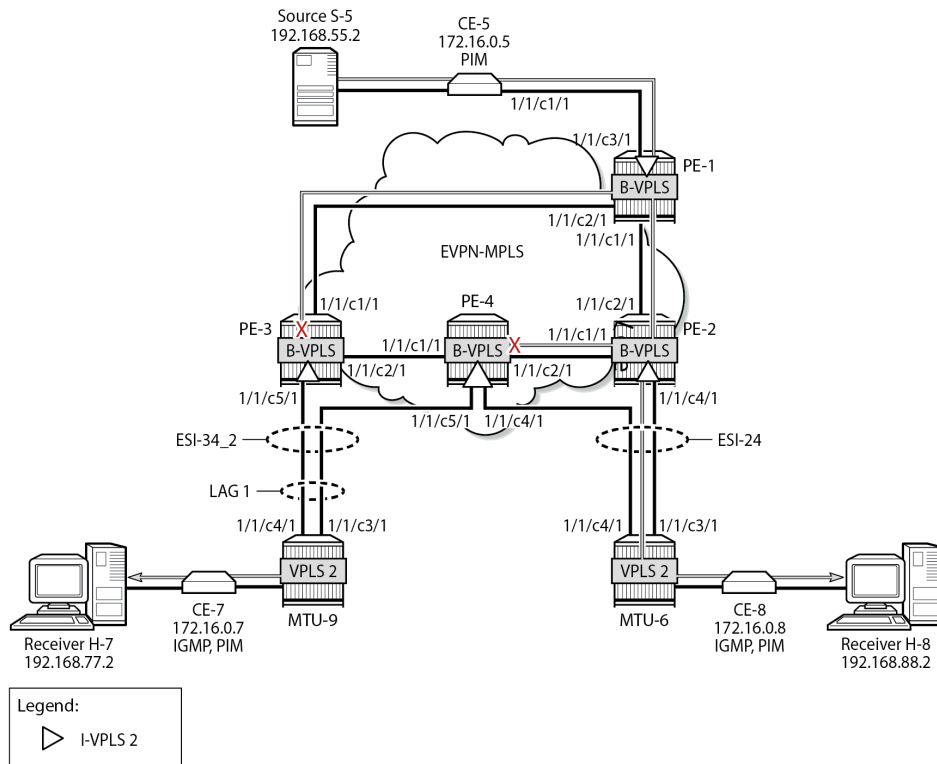 Source S-5
192.168.55.2
CE-5
172.16.0.5
PIM
1/1/c1/1
1/1/c3/1
PE-1
B-VPLS
1/1/c2/1
1/1/c1/1
EVPN-MPLS
1/1/c1/1
PE-4
1/1/c2/1
PE-3
PE-2
1/1/c1/1
1/1/c1/1
B-VPLS
B-VPLS
B-VPLS
1/1/c2/1
1/1/c2/1
1/1/c5/1
1/1/c4/1
1/1/c5/1
1/1/c4/1
ESI-34_2
ESI-24
LAG 1
1/1/c4/1
1/1/c3/1
1/1/c4/1
1/1/c3/1
VPLS 2
VPLS 2
MTU-9
MTU-6
CE-7
172.16.0.7
IGMP, PIM
CE-8
172.16.0.8
IGMP, PIM
Receiver H-7
192.168.77.2
Receiver H-8
192.168.88.2
Legend:
I-VPLS 2